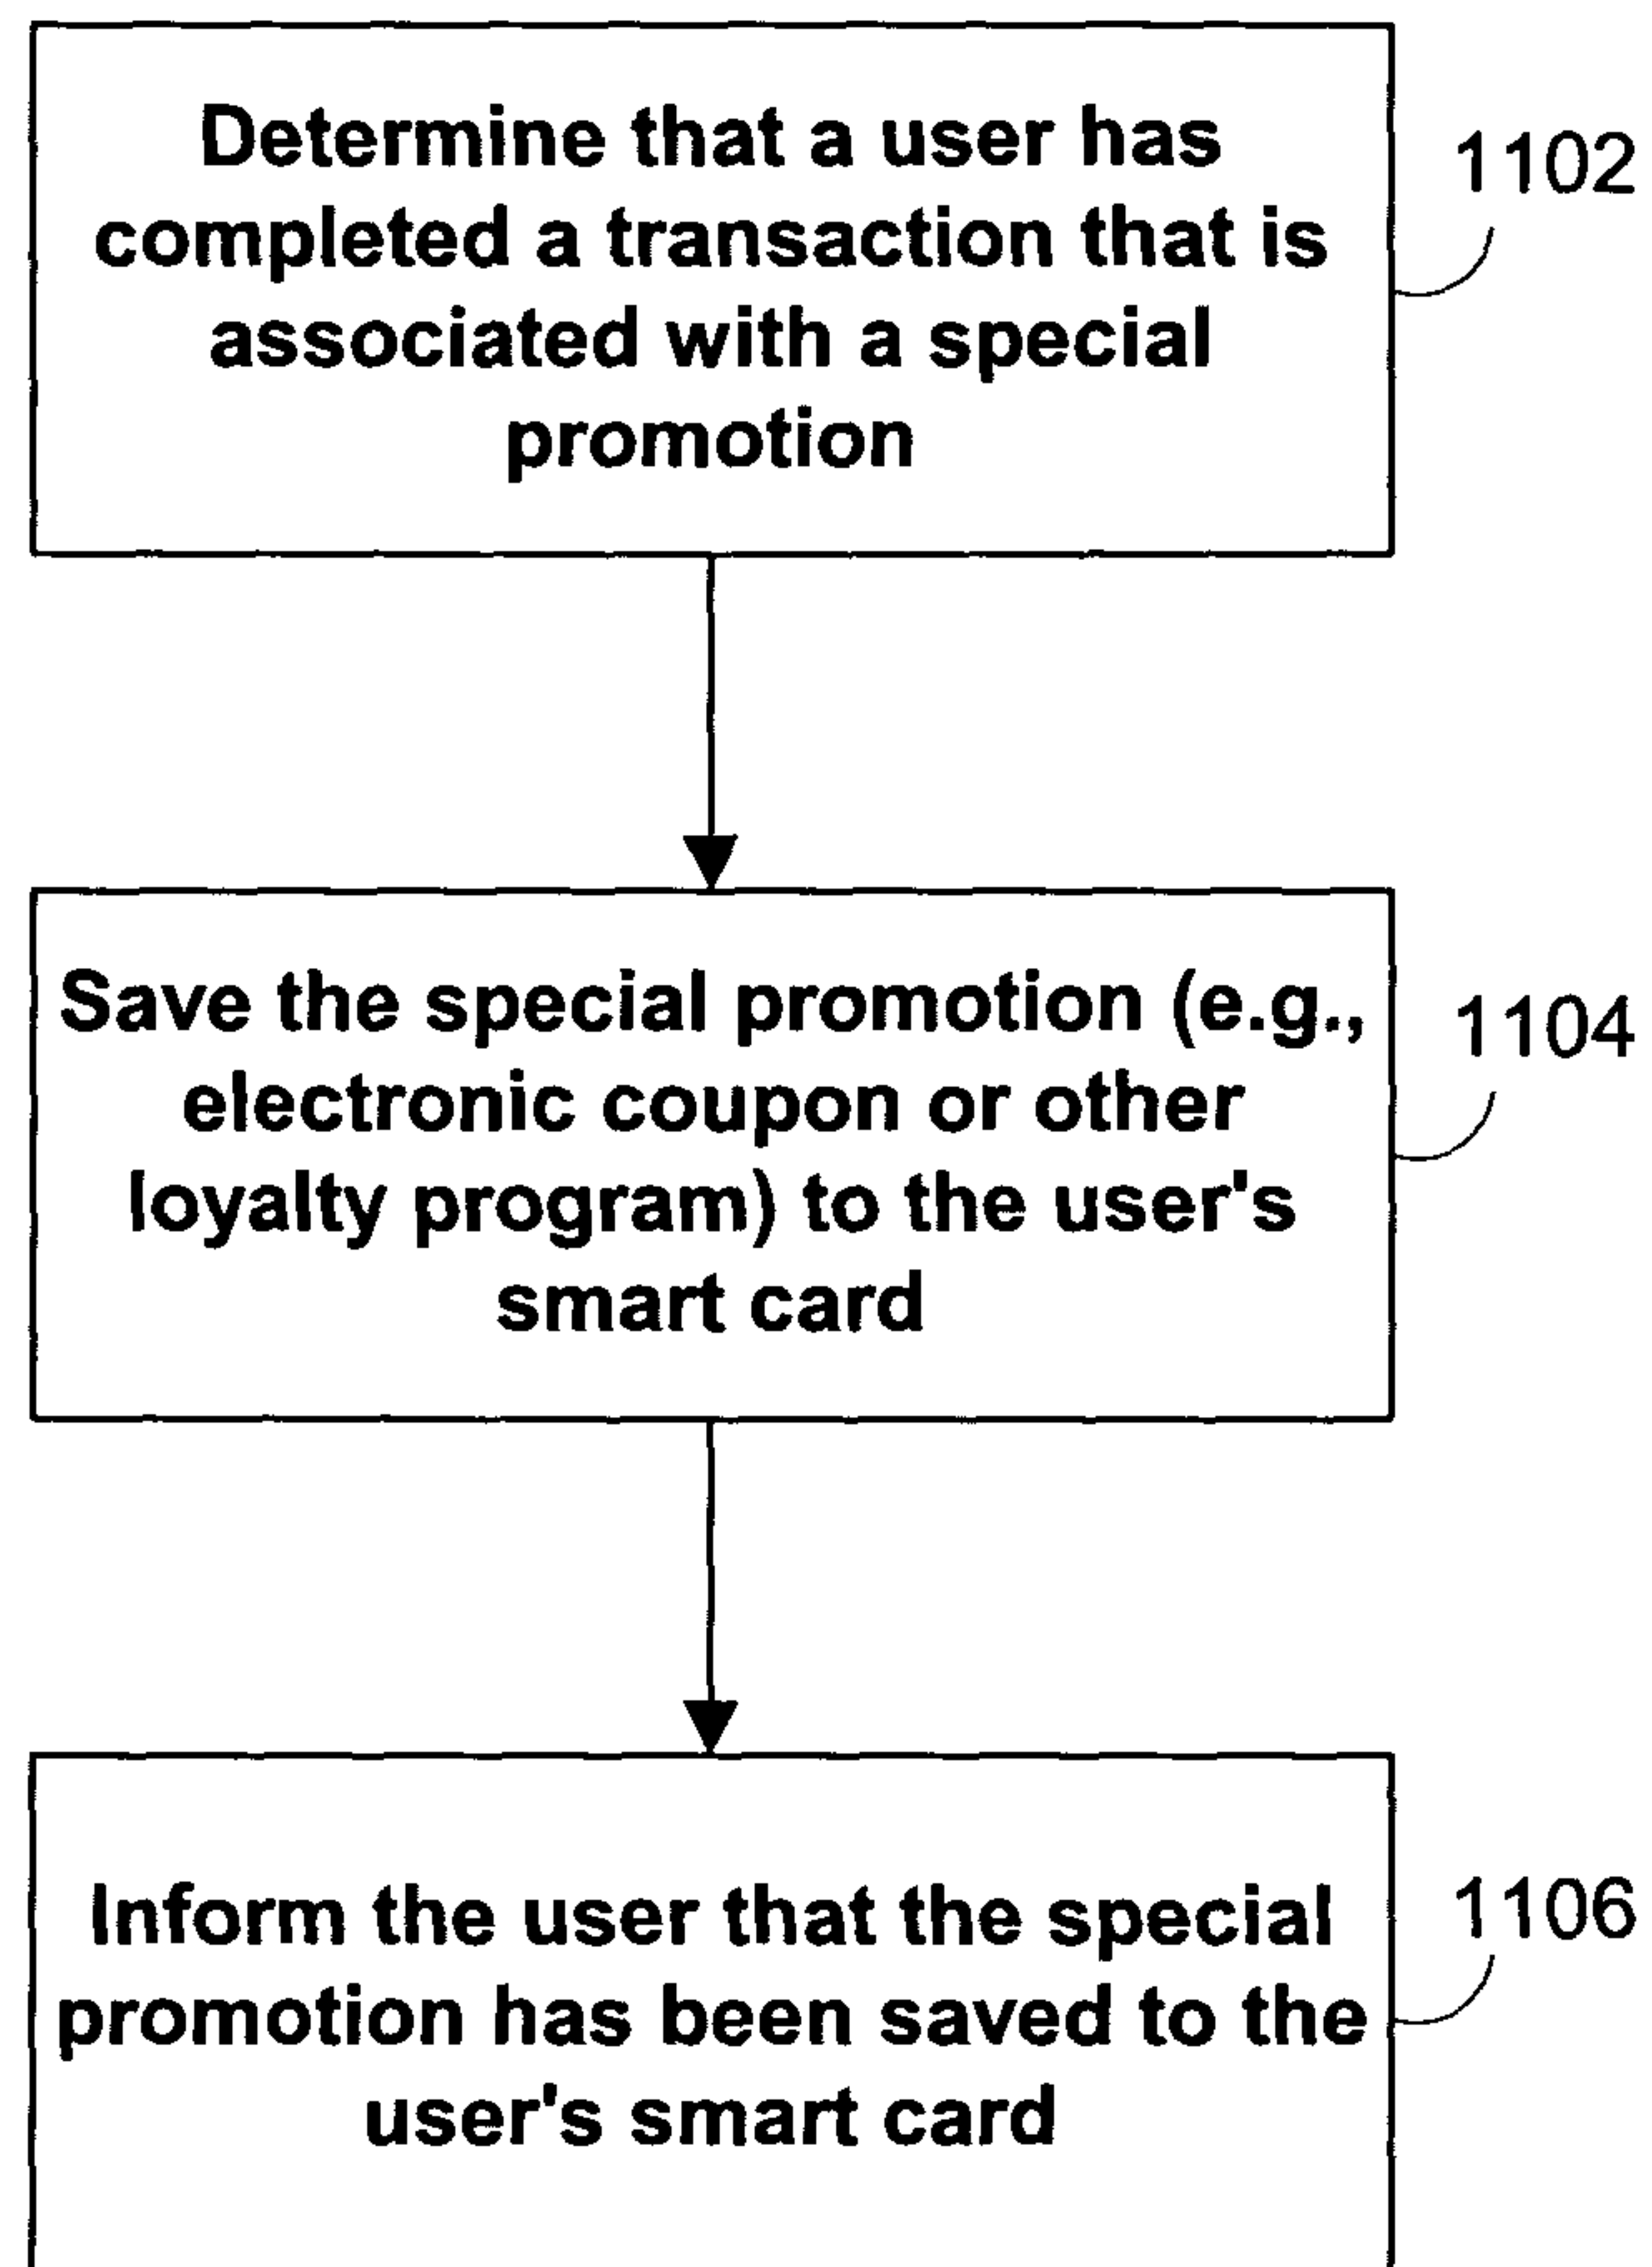 Determine that a user has
completed a transaction that is
associated with a special
promotion
1102
Save the special promotion (e.g.,
electronic coupon or other
loyalty program) to the user's
smart card
1104
Inform the user that the special
promotion has been saved to the
user's smart card
1106